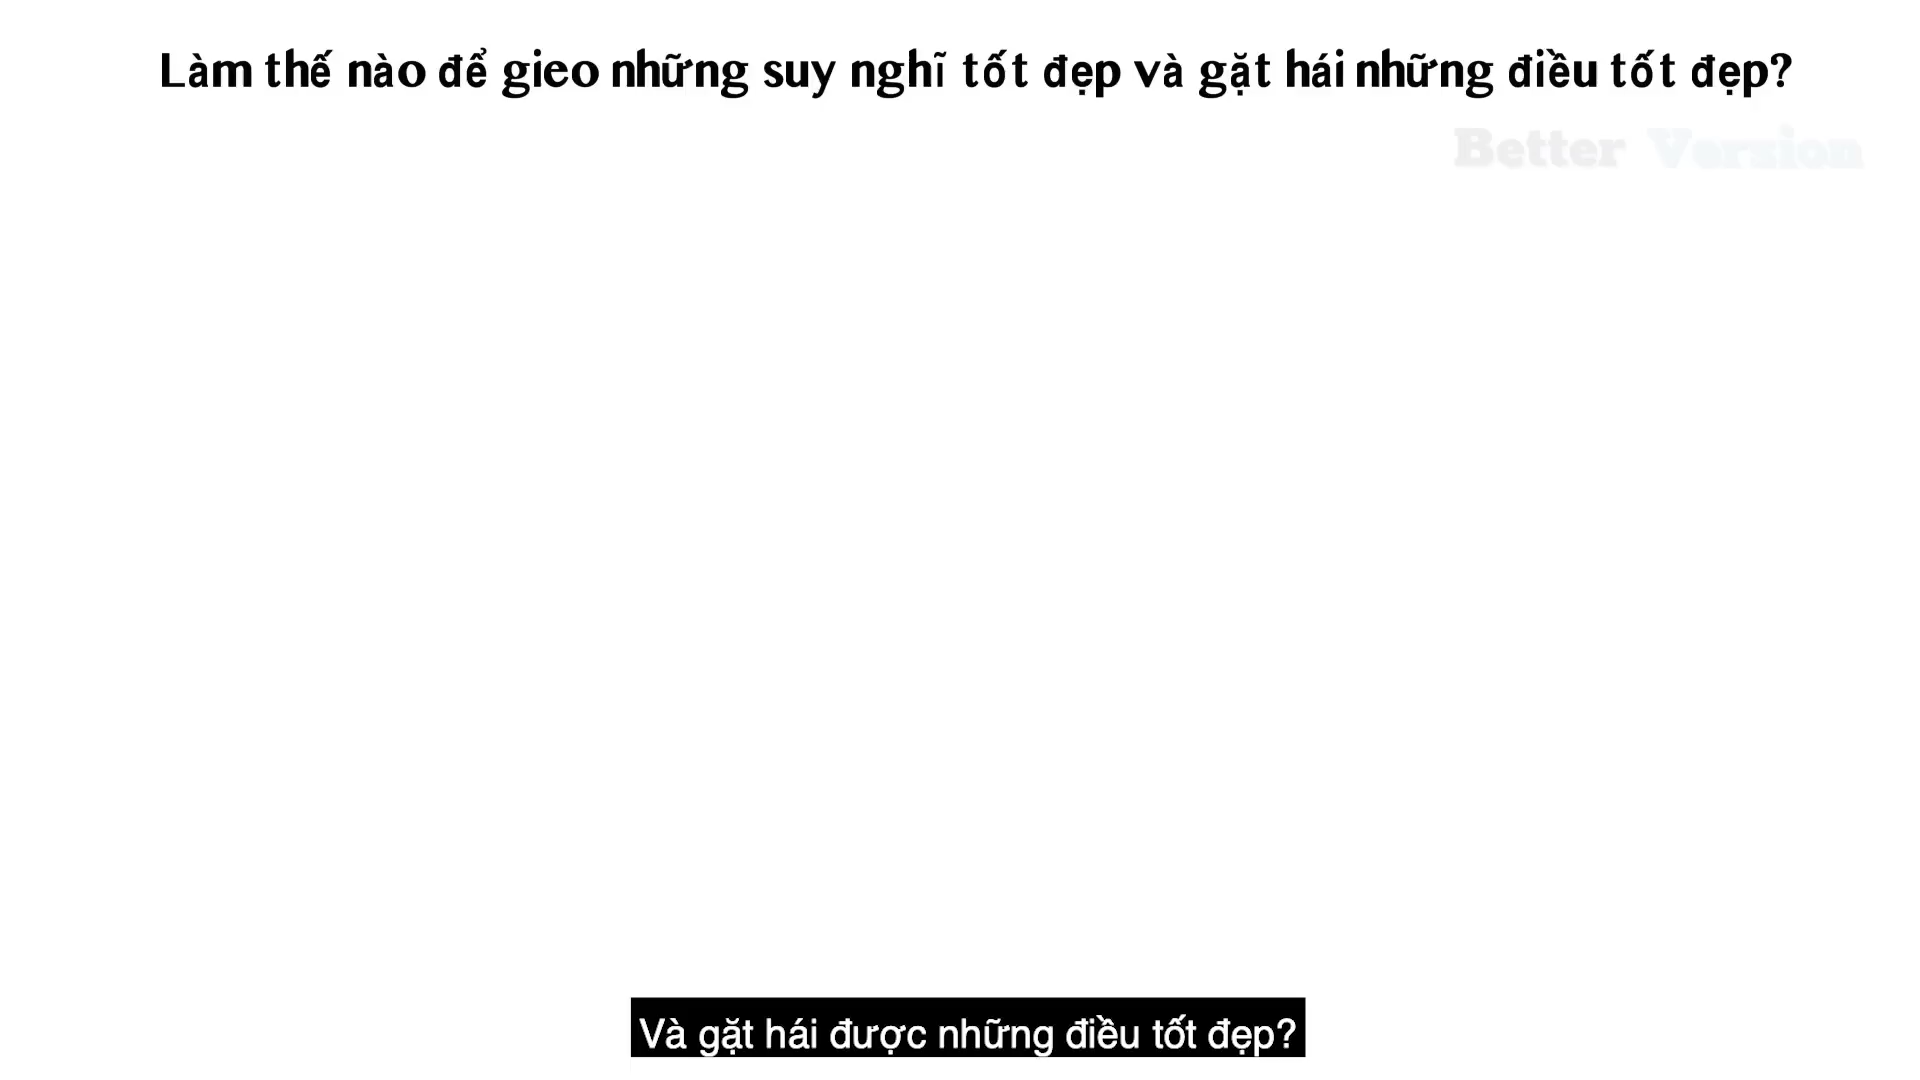 Làm thế nào để gieo những suy nghĩ tốt đẹp và gặt hái những điều tốt đẹp?
Better Version
Và gặt hái được những điều tốt đẹp?